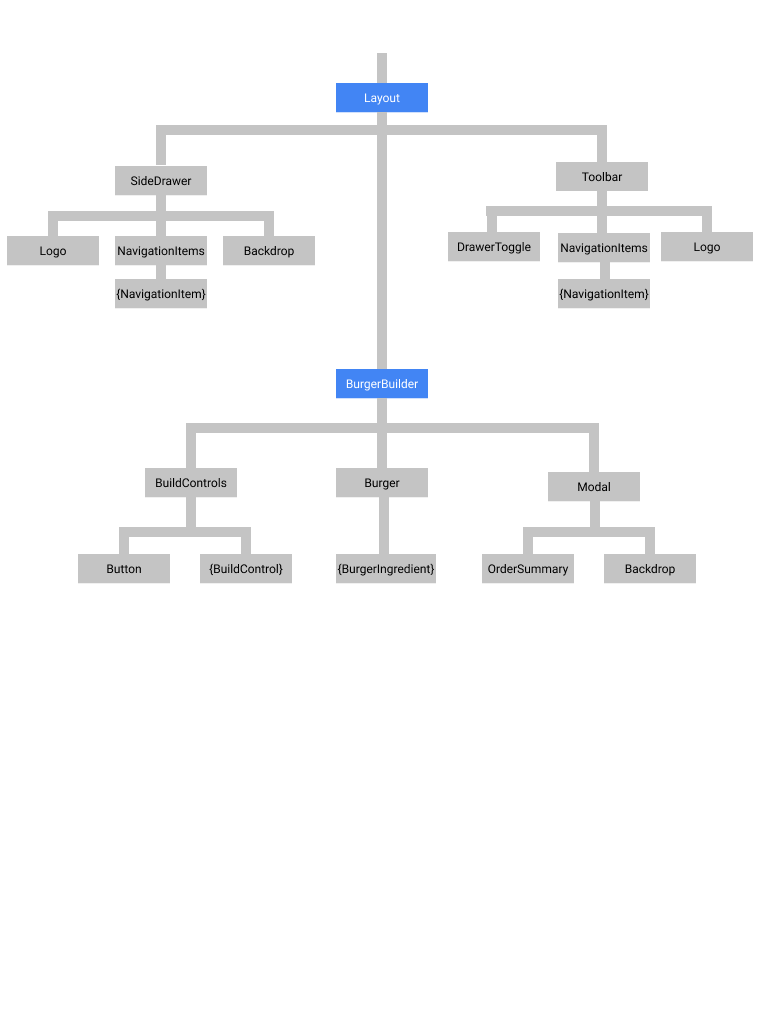 Layout
SideDrawer
Toolbar
Logo
NavigationItems
Backdrop
DrawerToggle
NavigationItems
Logo
{NavigationItem}
{NavigationItem}
BurgerBuilder
BuildControls
Burger
Modal
Button
{BuildControl}
{BurgerIngredient}
OrderSummary
Backdrop